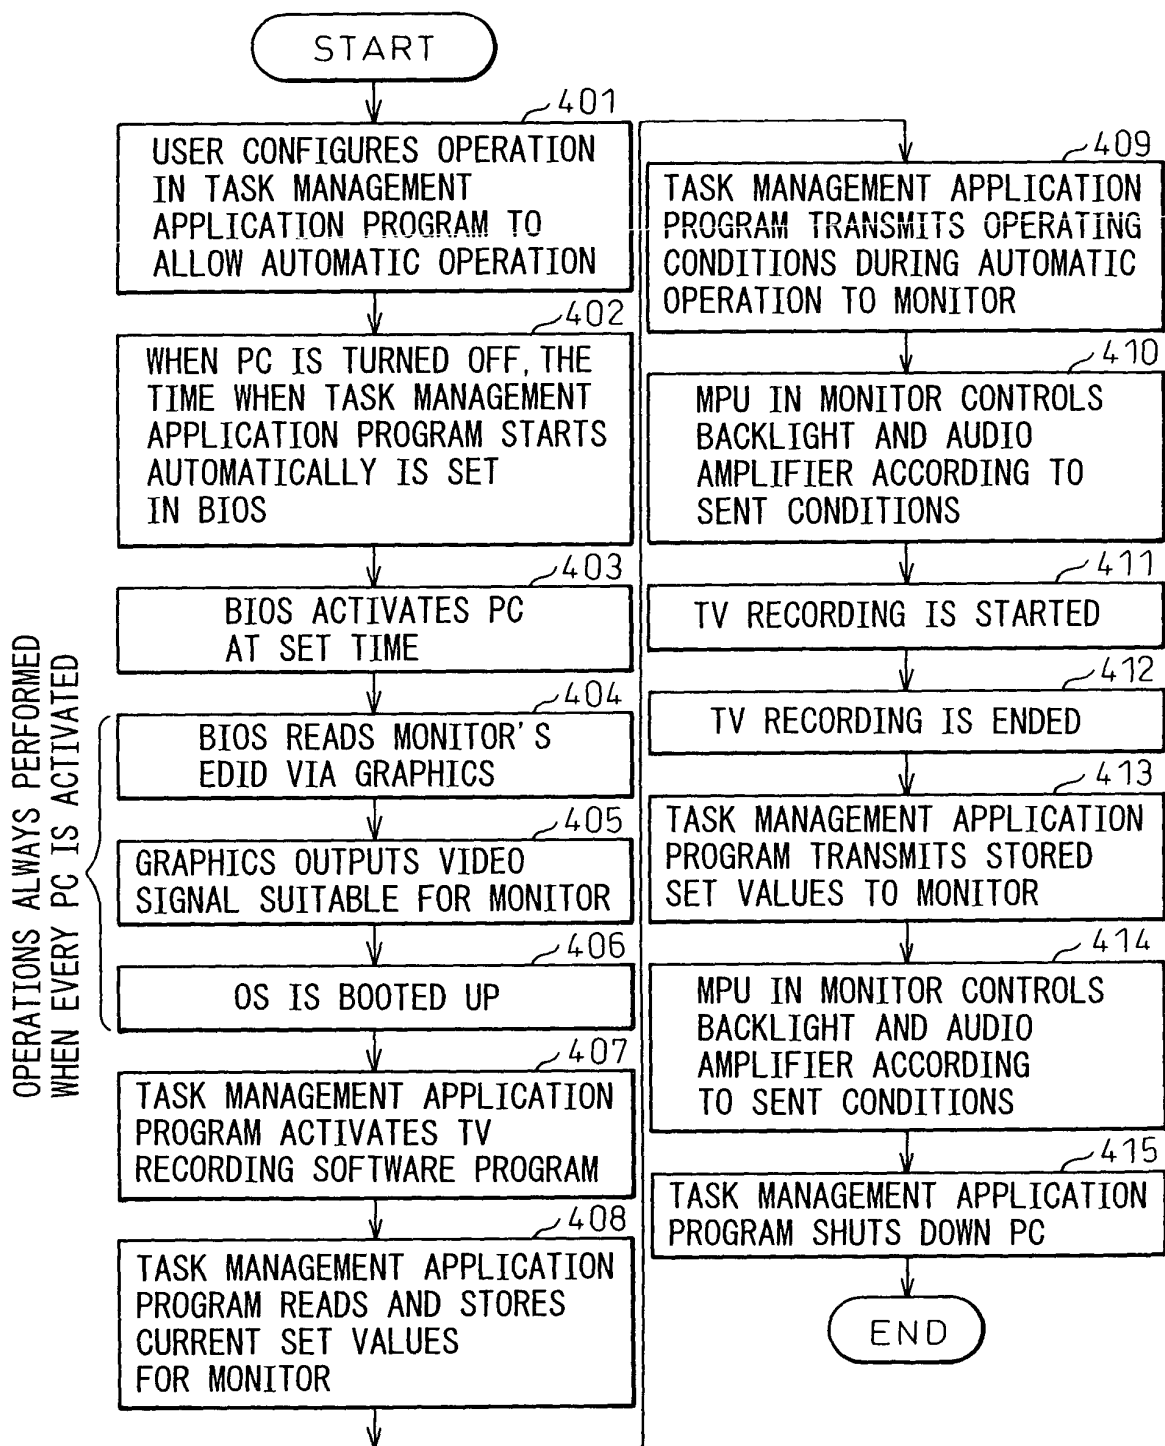 START
401
USER CONFIGURES OPERATION
IN TASK MANAGEMENT
APPLICATION PROGRAM TO
ALLOW AUTOMATIC OPERATION
402
WHEN PC IS TURNED OFF, THE
TIME WHEN TASK MANAGEMENT
APPLICATION PROGRAM STARTS
AUTOMATICALLY IS SET
IN BIOS
403
BIOS ACTIVATES PC
AT SET TIME
OPERATIONS ALWAYS PERFORMED
WHEN EVERY PC IS ACTIVATED
404
BIOS READS MONITOR'S
EDID VIA GRAPHICS
405
GRAPHICS OUTPUTS VIDEO
SIGNAL SUITABLE FOR MONITOR
406
OS IS BOOTED UP
407
TASK MANAGEMENT APPLICATION
PROGRAM ACTIVATES TV
RECORDING SOFTWARE PROGRAM
408
TASK MANAGEMENT APPLICATION
PROGRAM READS AND STORES
CURRENT SET VALUES
FOR MONITOR
409
TASK MANAGEMENT APPLICATION
PROGRAM TRANSMITS OPERATING
CONDITIONS DURING AUTOMATIC
OPERATION TO MONITOR
410
MPU IN MONITOR CONTROLS
BACKLIGHT AND AUDIO
AMPLIFIER ACCORDING TO
SENT CONDITIONS
411
TV RECORDING IS STARTED
412
TV RECORDING IS ENDED
413
TASK MANAGEMENT APPLICATION
PROGRAM TRANSMITS STORED
SET VALUES TO MONITOR
414
MPU IN MONITOR CONTROLS
BACKLIGHT AND AUDIO
AMPLIFIER ACCORDING
TO SENT CONDITIONS
415
TASK MANAGEMENT APPLICATION
PROGRAM SHUTS DOWN PC
END